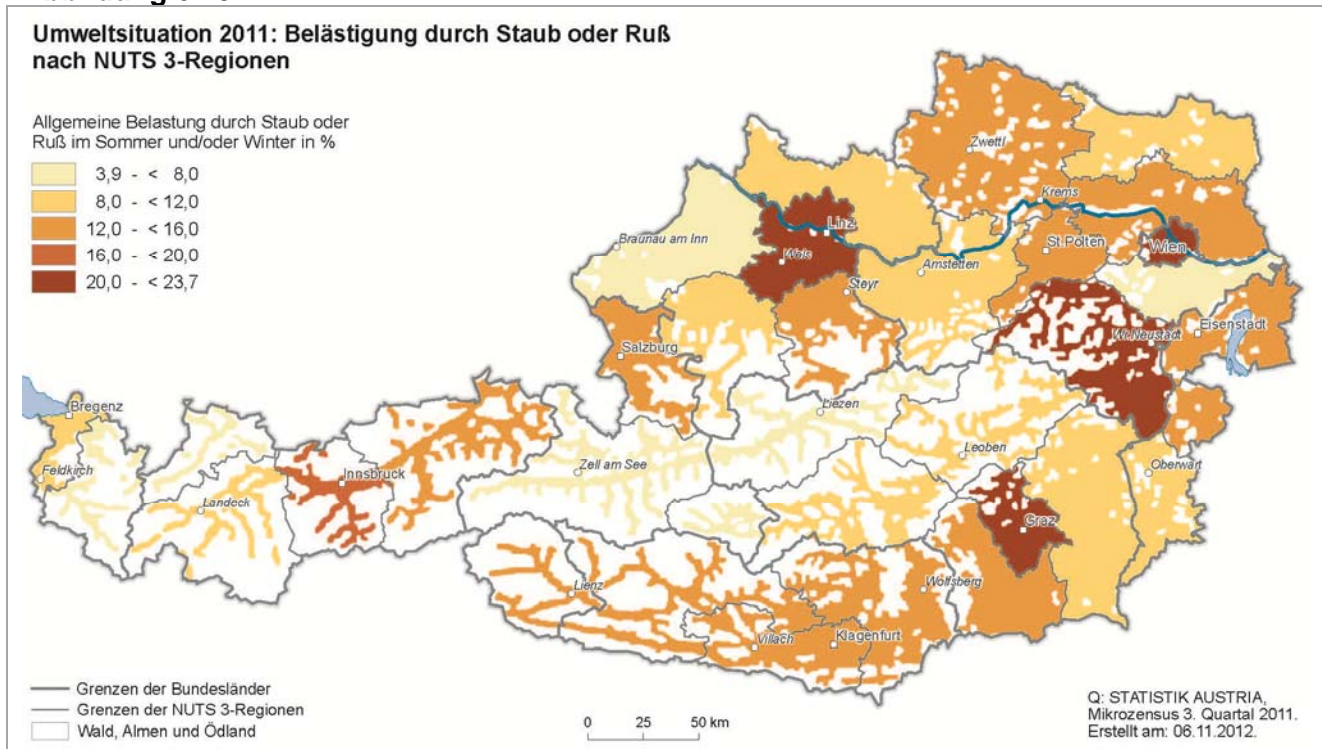 Umweltsituation 2011: Belästigung durch Staub oder Ruß
nach NUTS 3-Regionen
Allgemeine Belastung durch Staub oder
Ruß im Sommer und/oder Winter in %
3,9 - < 8,0
8,0 - < 12,0
12,0 - < 16,0
16,0 - < 20,0
20,0 - < 23,7
Zwettl
Krems
Linz
Braunau am Inn
Wels
St.Pölten
Wien
Amstetten
Steyr
Wr.Neustadt
Eisenstadt
Salzburg
Bregenz
Liezen
Leoben
Oberwart
Feldkirch
Innsbruck
Zell am See
Landeck
Graz
Lienz
Wolfsberg
Villach
Klagenfurt
Grenzen der Bundesländer
Grenzen der NUTS 3-Regionen
Wald, Almen und Ödland
0 25 50 km
Q: STATISTIK AUSTRIA,
Mikrozensus 3. Quartal 2011.
Erstellt am: 06.11.2012.